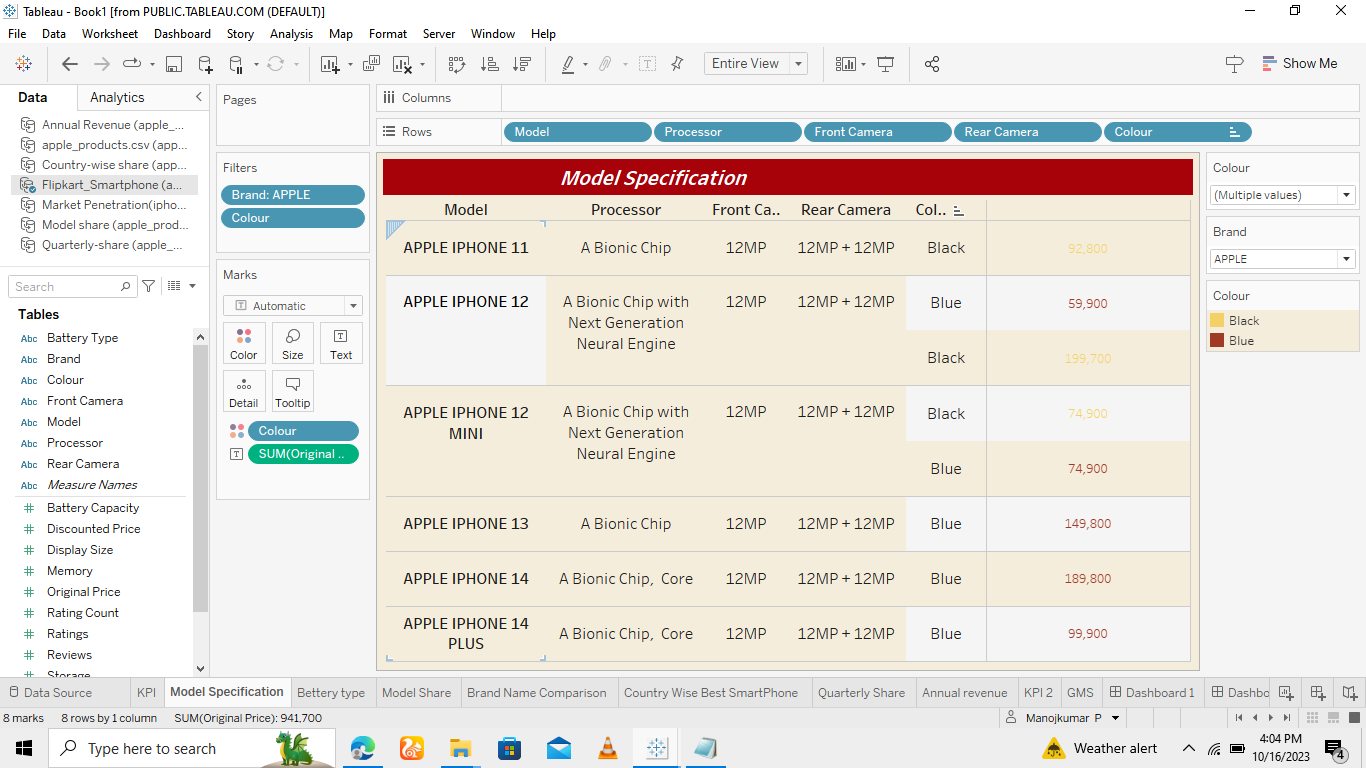 Tableau - Book1 [from PUBLIC.TABLEAU.COM (DEFAULT)]
File Data Worksheet Dashboard Story Analysis Map Format Server Window Help
Entire View
Show Me
Data Analytics
Annual Revenue (apple_...
apple_products.csv (app...
Country-wise share (app...
Flipkart_Smartphone (a...
Market Penetration(ipho...
Model share (apple_prod...
Quarterly-share (apple_...
Search
Tables
Abc Battery Type
Abc Brand
Abc Colour
Abc Front Camera
Abc Model
Abc Processor
Abc Rear Camera
Abc Measure Names
# Battery Capacity
# Discounted Price
# Display Size
# Memory
# Original Price
# Rating Count
# Ratings
# Reviews
# Storage
Pages
Filters
Brand: APPLE
Colour
Marks
T Automatic
Color Size Text
Detail Tooltip
Colour
SUM(Original ..
Columns
Rows Model Processor Front Camera Rear Camera Colour
Model Specification
Model Processor Front Ca.. Rear Camera Col..
APPLE IPHONE 11 A Bionic Chip 12MP 12MP + 12MP Black 92,800
APPLE IPHONE 12 A Bionic Chip with 12MP 12MP + 12MP Blue 59,900
Next Generation
Neural Engine
Black 199,700
APPLE IPHONE 12 A Bionic Chip with 12MP 12MP + 12MP Black 74,900
MINI Next Generation
Neural Engine
Blue 74,900
APPLE IPHONE 13 A Bionic Chip 12MP 12MP + 12MP Blue 149,800
APPLE IPHONE 14 A Bionic Chip, Core 12MP 12MP + 12MP Blue 189,800
APPLE IPHONE 14
PLUS A Bionic Chip, Core 12MP 12MP + 12MP Blue 99,900
Colour
(Multiple values)
Brand
APPLE
Colour
Black
Blue
Data Source KPI Model Specification Bettery type Model Share Brand Name Comparison Country Wise Best SmartPhone Quarterly Share Annual revenue KPI 2 GMS Dashboard 1 Dashbo
8 marks 8 rows by 1 column SUM(Original Price): 941,700 Manojkumar P
Type here to search
Weather alert
4:04 PM
10/16/2023
4